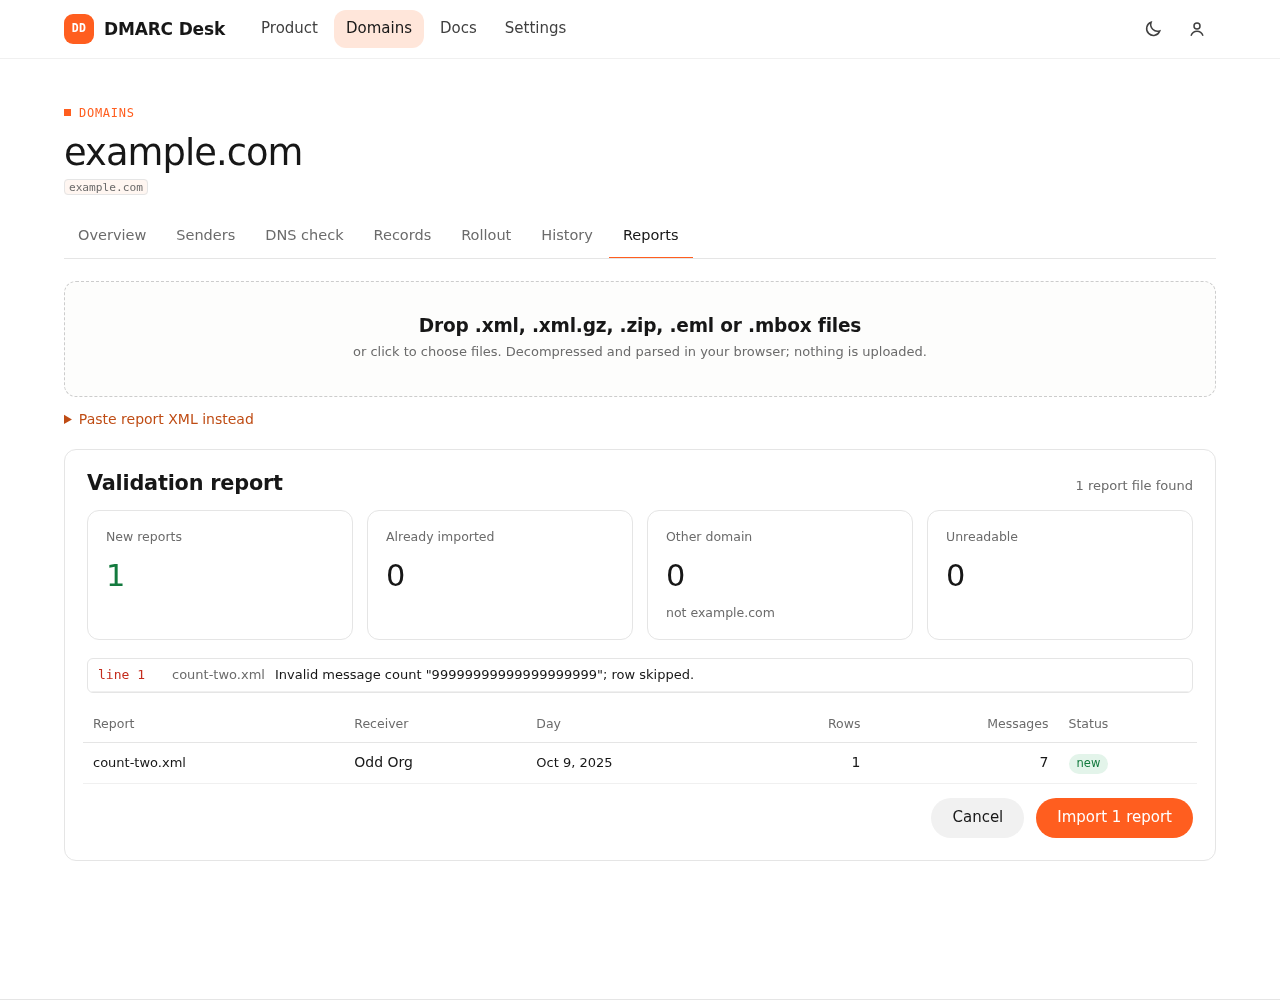 DD DMARC Desk Product Domains Docs Settings
DOMAINS
example.com
example.com
Overview Senders DNS check Records Rollout History Reports
Drop .xml, .xml.gz, .zip, .eml or .mbox files
or click to choose files. Decompressed and parsed in your browser; nothing is uploaded.
Paste report XML instead
Validation report 1 report file found
New reports Already imported Other domain Unreadable
1 0 0 0
not example.com
line 1 count-two.xml Invalid message count "99999999999999999999"; row skipped.
Report Receiver Day Rows Messages Status
count-two.xml Odd Org Oct 9, 2025 1 7 new
Cancel Import 1 report